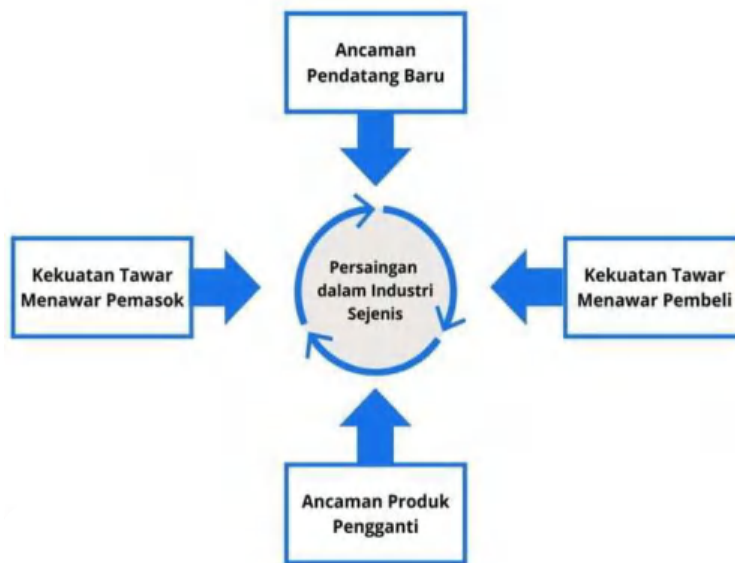 Ancaman
Pendatang Baru
Kekuatan Tawar
Menawar Pemasok
Persaingan
dalam Industri
Sejenis
Kekuatan Tawar
Menawar Pembeli
Ancaman Produk
Pengganti